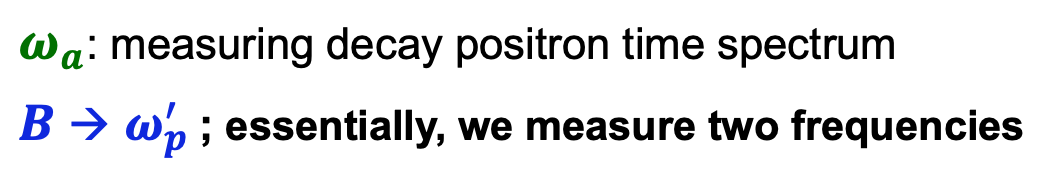 ωₐ: measuring decay positron time spectrum
B → ω′ₚ ; essentially, we measure two frequencies